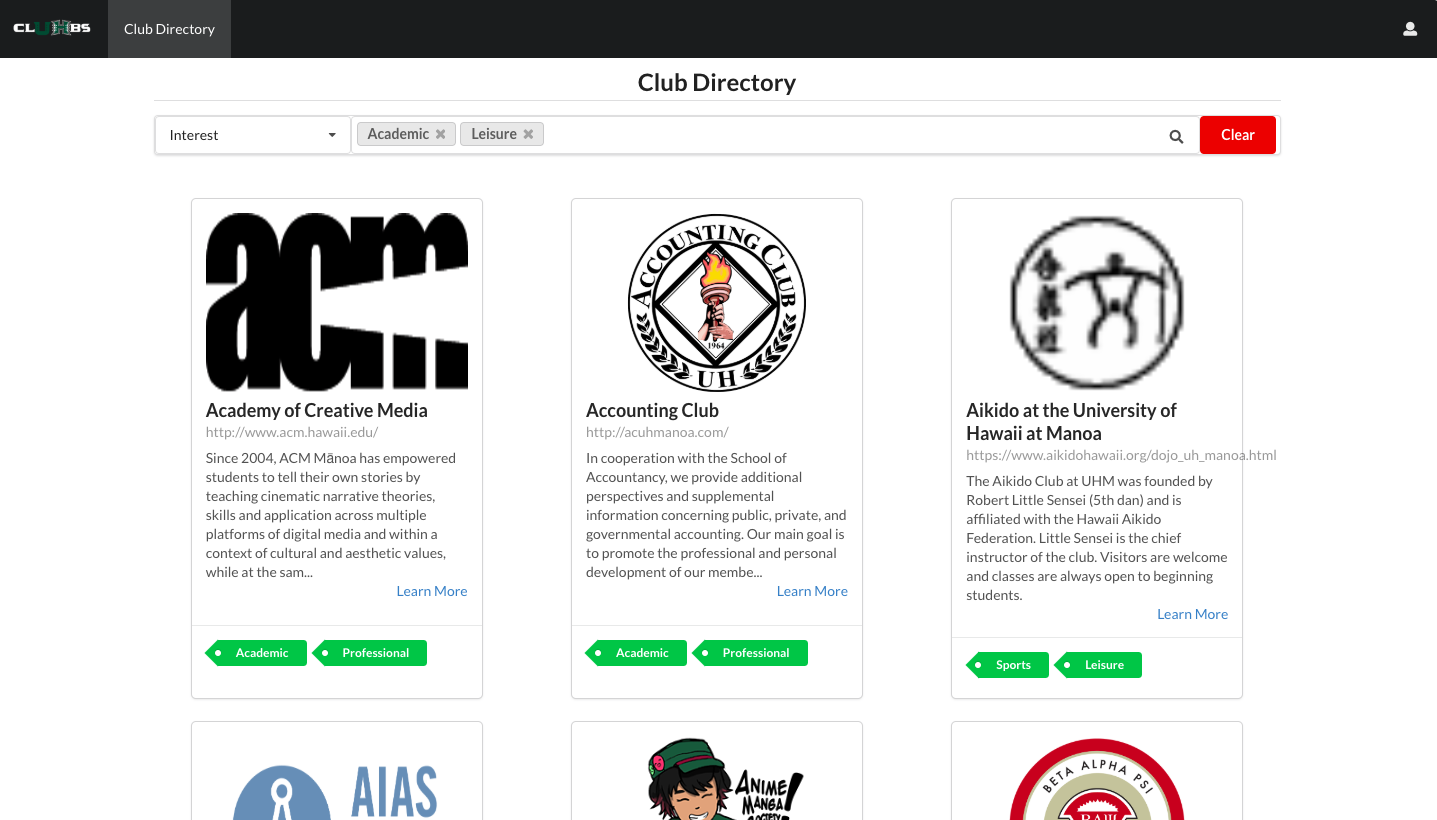 CLUHBS
Club Directory
Club Directory
Interest
Academic
Leisure
Clear
acm
ACCOUNTING CLUB
1964
UH
Academy of Creative Media
http://www.acm.hawaii.edu/
Since 2004, ACM Mānoa has empowered
students to tell their own stories by
teaching cinematic narrative theories,
skills and application across multiple
platforms of digital media and within a
context of cultural and aesthetic values,
while at the sam...
Learn More
Academic
Professional
Accounting Club
http://acuhmanoa.com/
In cooperation with the School of
Accountancy, we provide additional
perspectives and supplemental
information concerning public, private, and
governmental accounting. Our main goal is
to promote the professional and personal
development of our membe...
Learn More
Academic
Professional
Aikido at the University of
Hawaii at Manoa
https://www.aikidohawaii.org/dojo_uh_manoa.html
The Aikido Club at UHM was founded by
Robert Little Sensei (5th dan) and is
affiliated with the Hawaii Aikido
Federation. Little Sensei is the chief
instructor of the club. Visitors are welcome
and classes are always open to beginning
students.
Learn More
Sports
Leisure
AIAS
ANIME
MANGA
SOCIETY
BETA ALPHA PSI